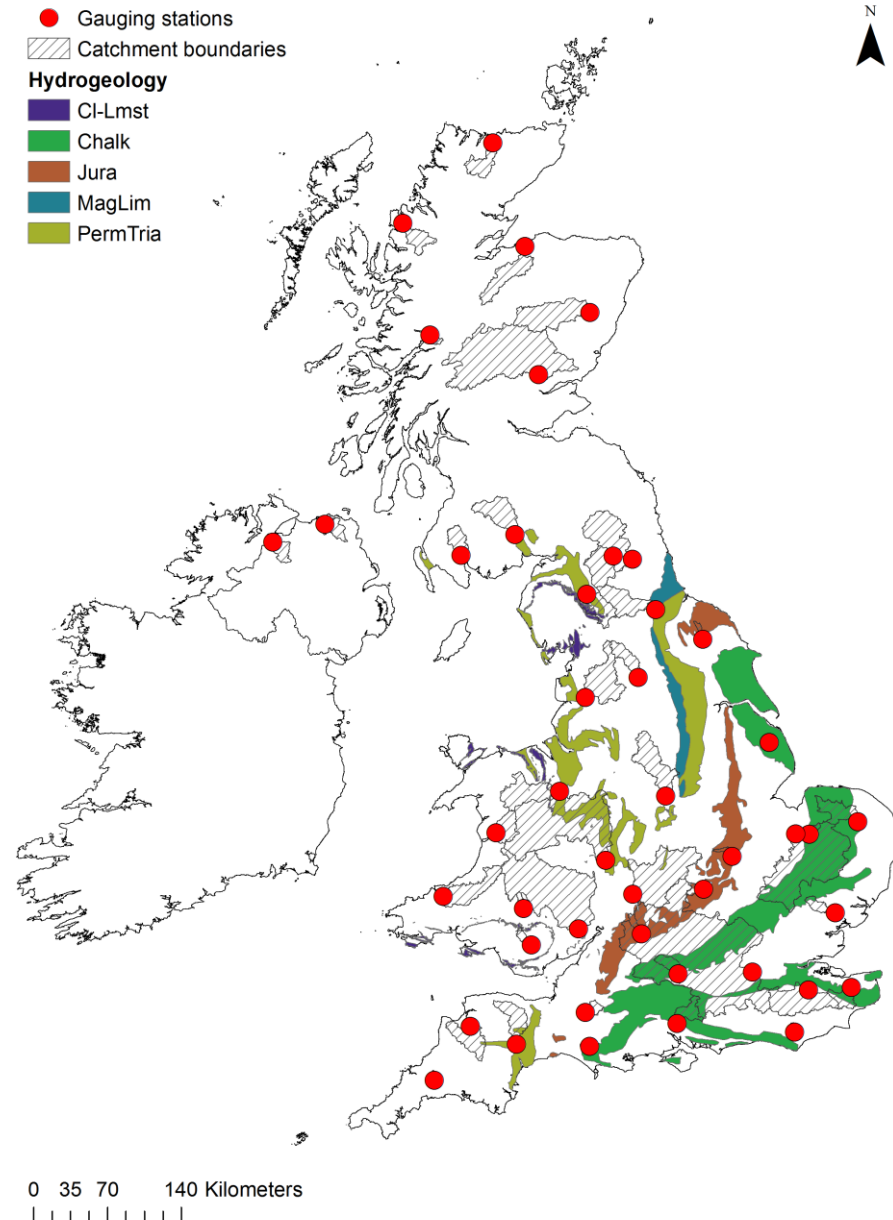 Gauging stations
N
Catchment boundaries
Hydrogeology
Cl-Lmst
Chalk
Jura
MagLim
PermTria
0 35 70 140 Kilometers